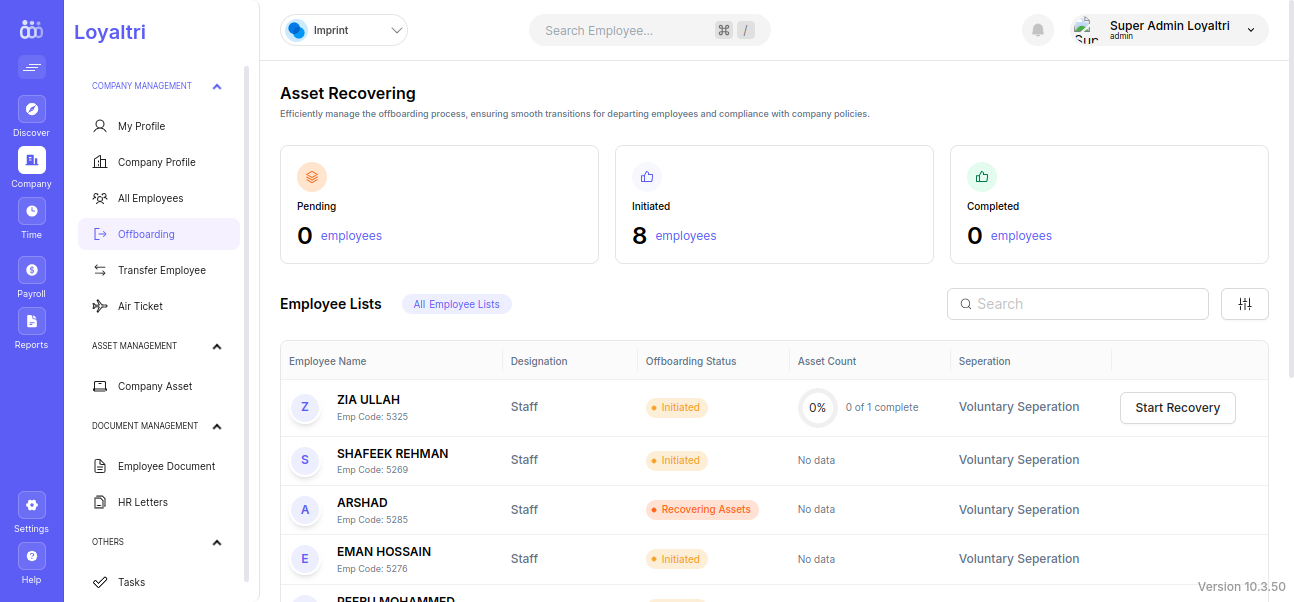 Discover
Company
Time
Payroll
Reports
Settings
Help
Loyaltri
COMPANY MANAGEMENT
My Profile
Company Profile
All Employees
Offboarding
Transfer Employee
Air Ticket
ASSET MANAGEMENT
Company Asset
DOCUMENT MANAGEMENT
Employee Document
HR Letters
OTHERS
Tasks
Imprint
Search Employee...
⌘ /
Super Admin Loyaltri
admin
Asset Recovering
Efficiently manage the offboarding process, ensuring smooth transitions for departing employees and compliance with company policies.
Pending
0 employees
Initiated
8 employees
Completed
0 employees
Employee Lists All Employee Lists
Search
Employee Name Designation Offboarding Status Asset Count Seperation
Z ZIA ULLAH Staff Initiated 0% 0 of 1 complete Voluntary Seperation Start Recovery
Emp Code: 5325
S SHAFEEK REHMAN Staff Initiated No data Voluntary Seperation
Emp Code: 5269
A ARSHAD Staff Recovering Assets No data Voluntary Seperation
Emp Code: 5285
E EMAN HOSSAIN Staff Initiated No data Voluntary Seperation
Emp Code: 5276
Version 10.3.50